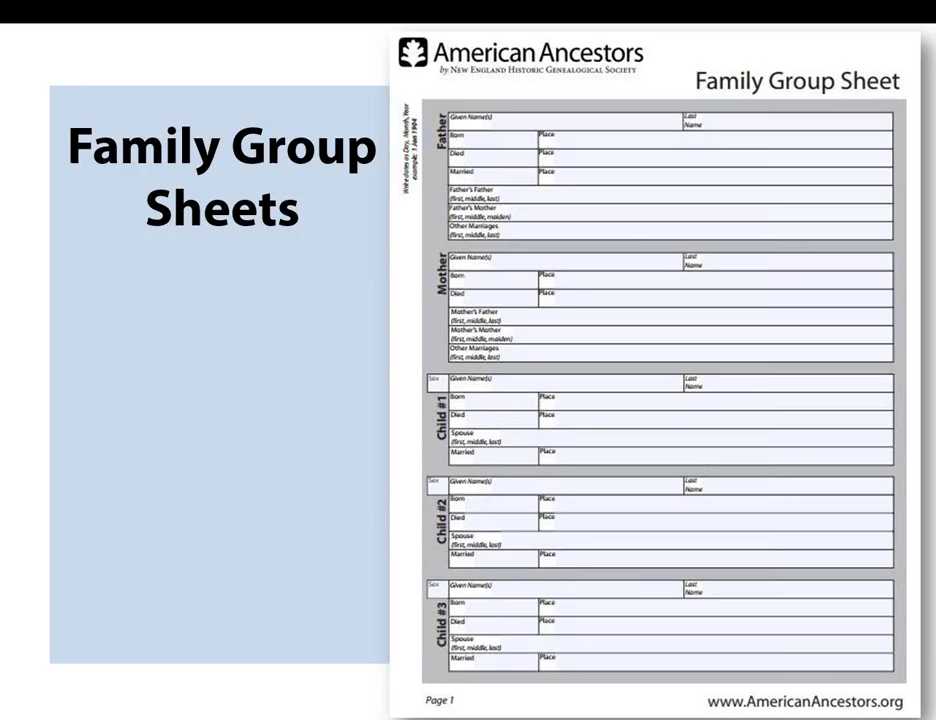 Family Group
Sheets
American Ancestors
by NEW ENGLAND HISTORIC GENEALOGICAL SOCIETY
Family Group Sheet
Write dates as Day, Month, Year
example: 1 Jan 1904
Father
Given Name(s)
Last
Name
Born
Place
Died
Place
Married
Place
Father's Father
(first, middle, last)
Father's Mother
(first, middle, maiden)
Other Marriages
(first, middle, last)
Mother
Given Name(s)
Last
Name
Born
Place
Died
Place
Mother's Father
(first, middle, last)
Mother's Mother
(first, middle, maiden)
Other Marriages
(first, middle, last)
Child #1
Sex
Given Name(s)
Last
Name
Born
Place
Died
Place
Spouse
(first, middle, last)
Married
Place
Child #2
Sex
Given Name(s)
Last
Name
Born
Place
Died
Place
Spouse
(first, middle, last)
Married
Place
Child #3
Sex
Given Name(s)
Last
Name
Born
Place
Died
Place
Spouse
(first, middle, last)
Married
Place
Page 1
www.AmericanAncestors.org